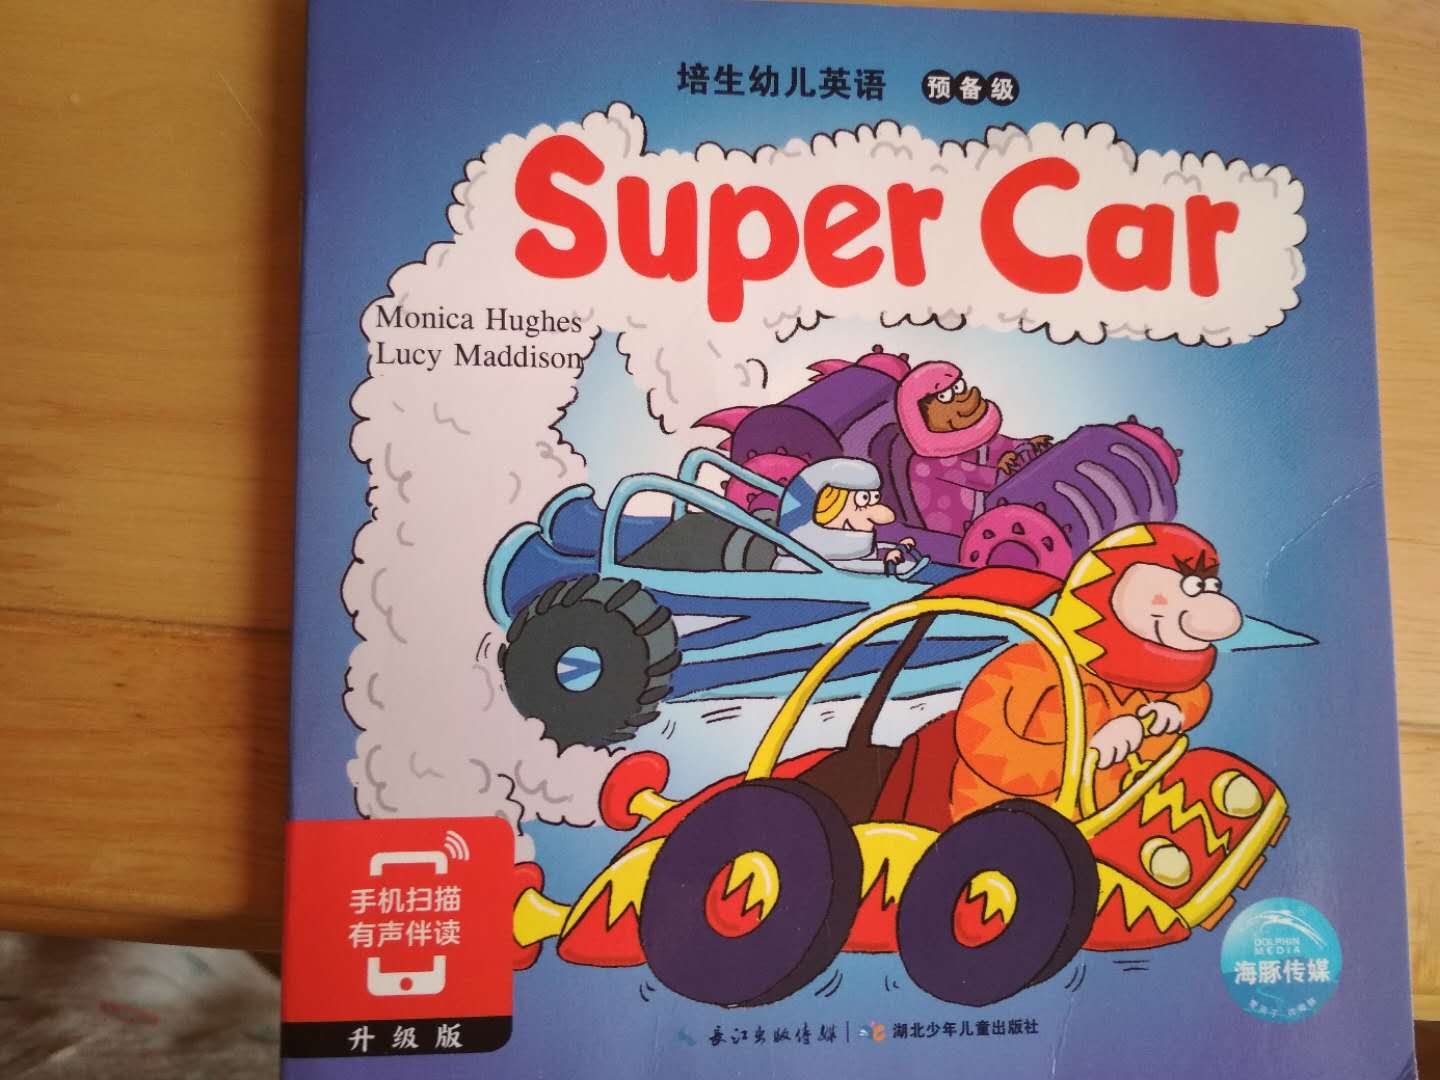 培生幼儿英语 预备级
Super Car
Monica Hughes
Lucy Maddison
手机扫描
有声伴读
升级版
DOLPHIN
MEDIA
海豚传媒
长江出版传媒 | 湖北少年儿童出版社